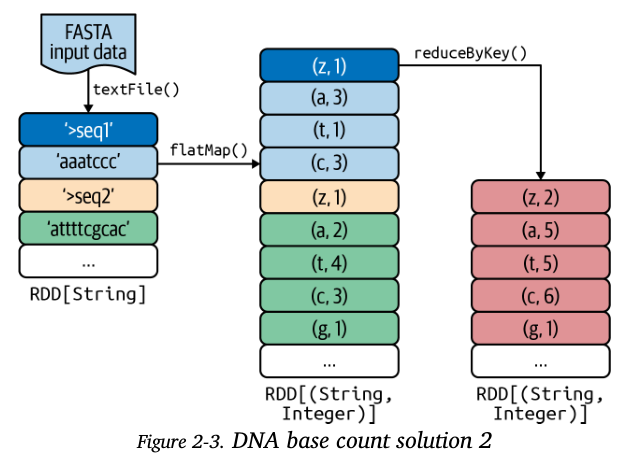 FASTA
input data
textFile()
‘>seq1’
‘aaatccc’
‘>seq2’
‘attttcgcac’
...
RDD[String]
flatMap()
(z, 1)
(a, 3)
(t, 1)
(c, 3)
(z, 1)
(a, 2)
(t, 4)
(c, 3)
(g, 1)
...
RDD[(String,
Integer)]
reduceByKey()
(z, 2)
(a, 5)
(t, 5)
(c, 6)
(g, 1)
...
RDD[(String,
Integer)]
Figure 2-3. DNA base count solution 2